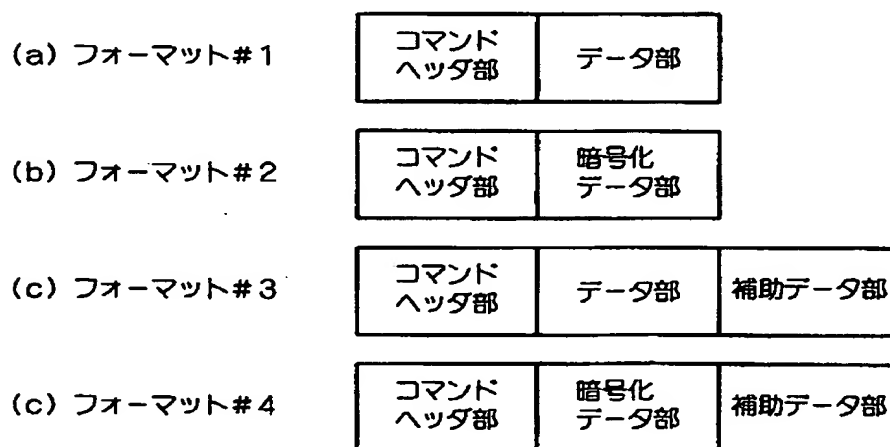 (a) フォーマット#1
コマンド
ヘッダ部
データ部
(b) フォーマット#2
コマンド
ヘッダ部
暗号化
データ部
(c) フォーマット#3
コマンド
ヘッダ部
データ部
補助データ部
(c) フォーマット#4
コマンド
ヘッダ部
暗号化
データ部
補助データ部